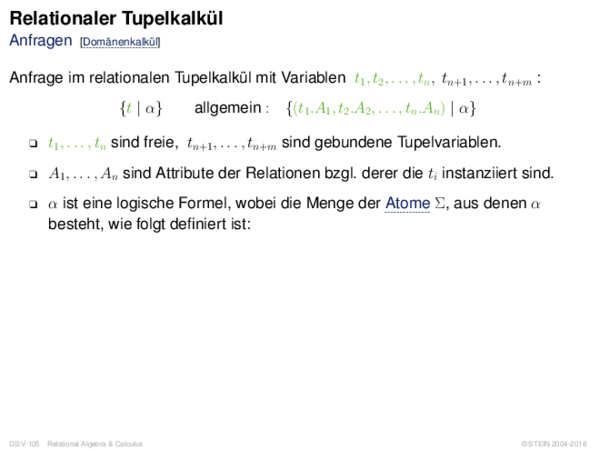 Relationaler Tupelkalkül
Anfragen [Domänenkalkül]
Anfrage im relationalen Tupelkalkül mit Variablen t₁, t₂, . . . , tₙ, tₙ₊₁, . . . , tₙ₊ₘ :
{t | α} allgemein : {(t₁.A₁, t₂.A₂, . . . , tₙ.Aₙ) | α}
❑ t₁, . . . , tₙ sind freie, tₙ₊₁, . . . , tₙ₊ₘ sind gebundene Tupelvariablen.
❑ A₁, . . . , Aₙ sind Attribute der Relationen bzgl. derer die tᵢ instanziiert sind.
❑ α ist eine logische Formel, wobei die Menge der Atome Σ, aus denen α
besteht, wie folgt definiert ist:
DB:V-105 Relational Algebra & Calculus © STEIN 2004-2018